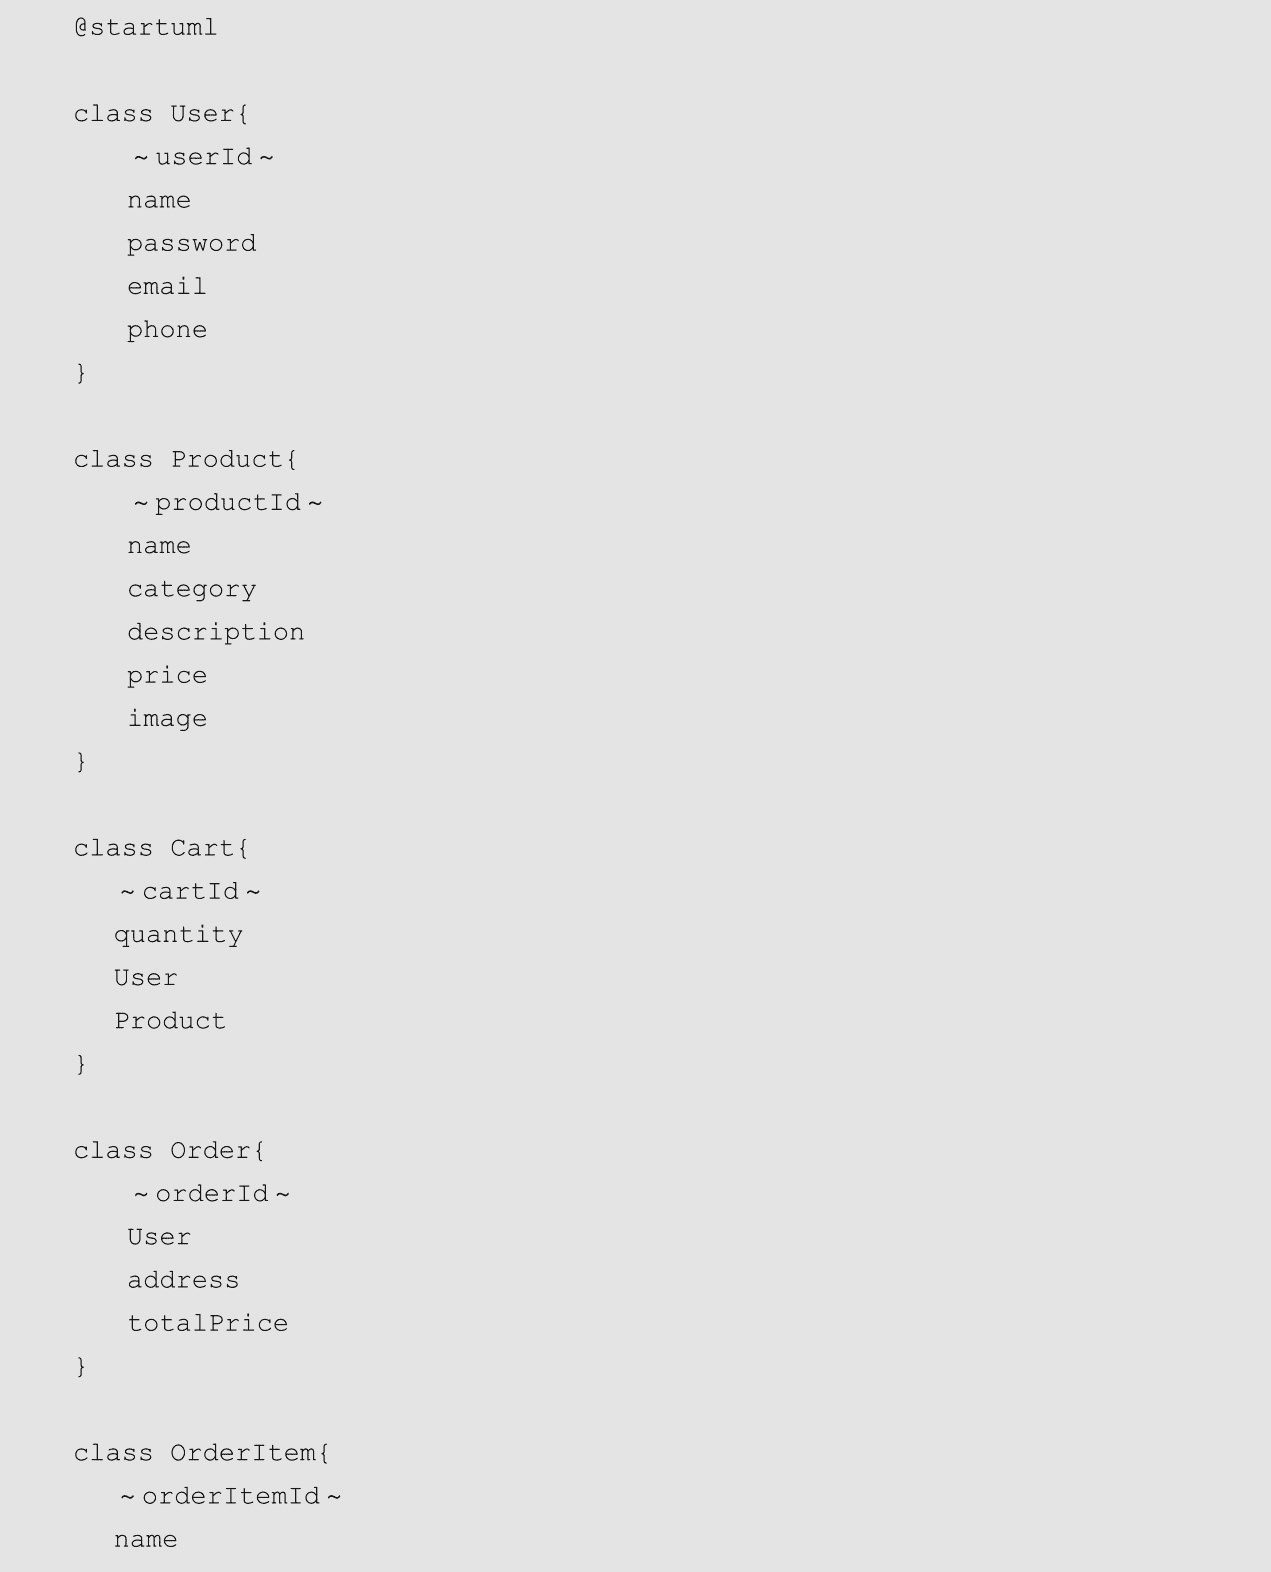 @startuml
class User{
~userId~
name
password
email
phone
}
class Product{
~productId~
name
category
description
price
image
}
class Cart{
~cartId~
quantity
User
Product
}
class Order{
~orderId~
User
address
totalPrice
}
class OrderItem{
~orderItemId~
name